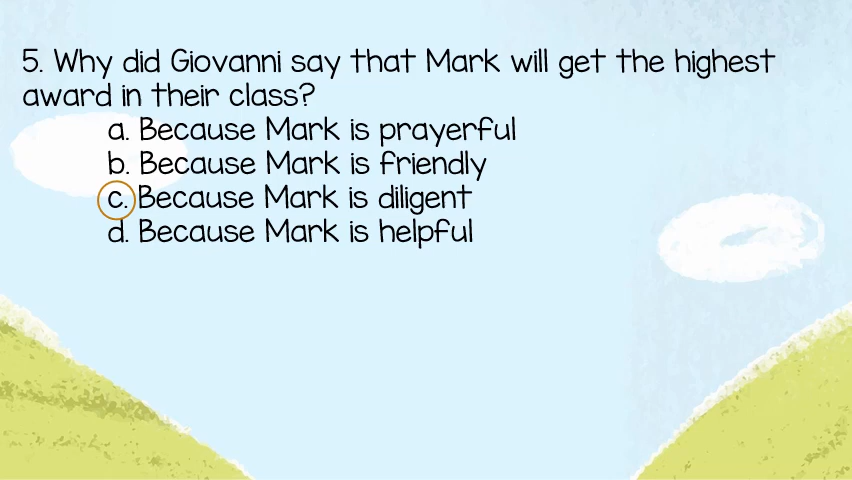 5. Why did Giovanni say that Mark will get the highest
award in their class?
a. Because Mark is prayerful
b. Because Mark is friendly
c. Because Mark is diligent
d. Because Mark is helpful